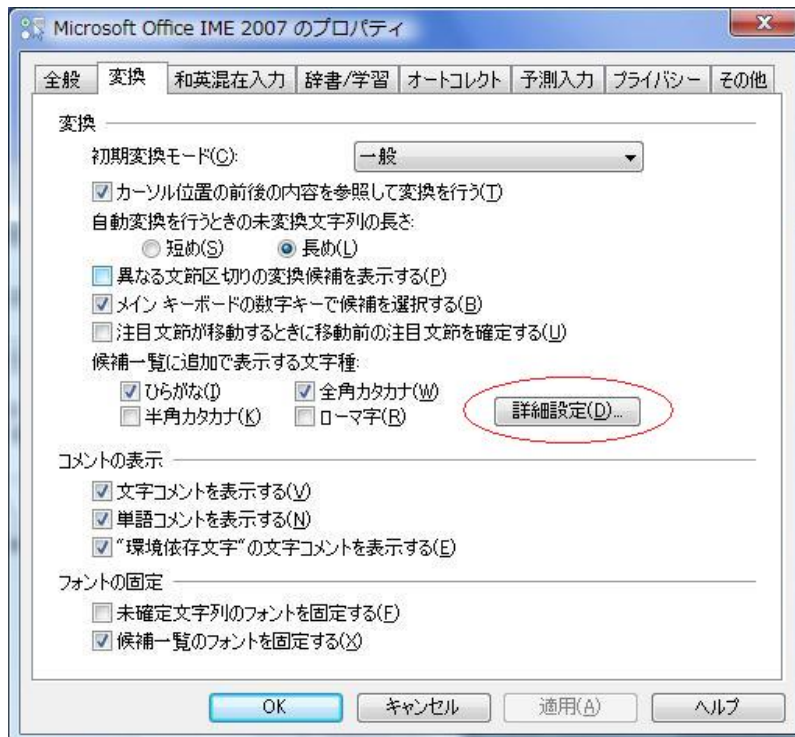 Microsoft Office IME 2007 のプロパティ
全般 変換 和英混在入力 辞書/学習 オートコレクト 予測入力 プライバシー その他
変換
初期変換モード(C): 一般
カーソル位置の前後の内容を参照して変換を行う(T)
自動変換を行うときの未変換文字列の長さ:
短め(S) 長め(L)
異なる文節区切りの変換候補を表示する(P)
メイン キーボードの数字キーで候補を選択する(B)
注目文節が移動するときに移動前の注目文節を確定する(U)
候補一覧に追加で表示する文字種:
ひらがな(I) 全角カタカナ(W)
半角カタカナ(K) ローマ字(R) 詳細設定(D)...
コメントの表示
文字コメントを表示する(V)
単語コメントを表示する(N)
"環境依存文字"の文字コメントを表示する(E)
フォントの固定
未確定文字列のフォントを固定する(F)
候補一覧のフォントを固定する(X)
OK キャンセル 適用(A) ヘルプ